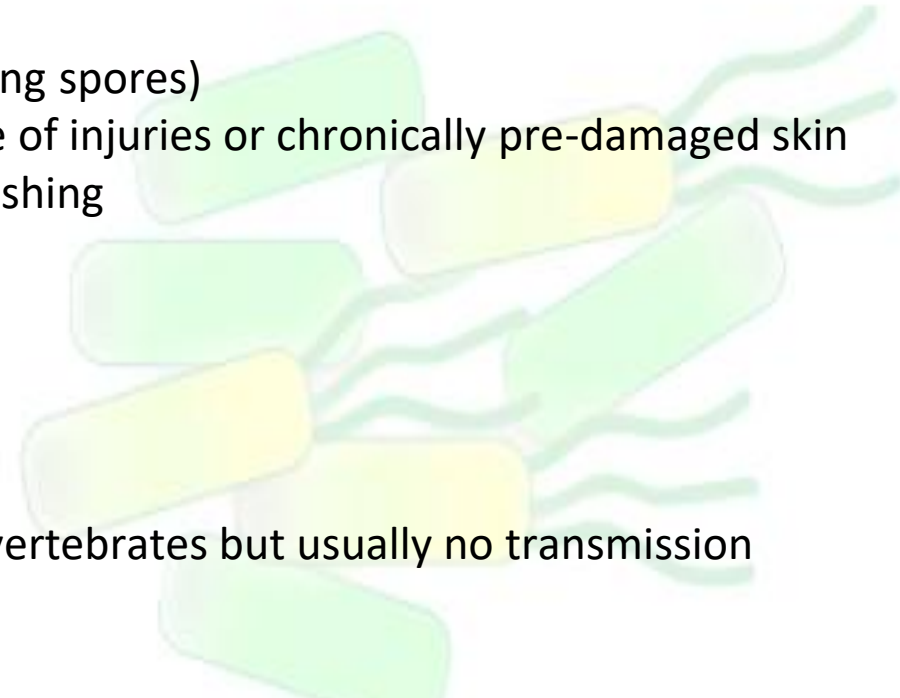 ng spores)
e of injuries or chronically pre-damaged skin
shing
vertebrates but usually no transmission